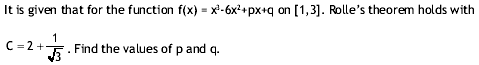 It is given that for the function f(x) = x³-6x²+px+q on [1,3]. Rolle's theorem holds with
C = 2 + 1/√3 . Find the values of p and q.